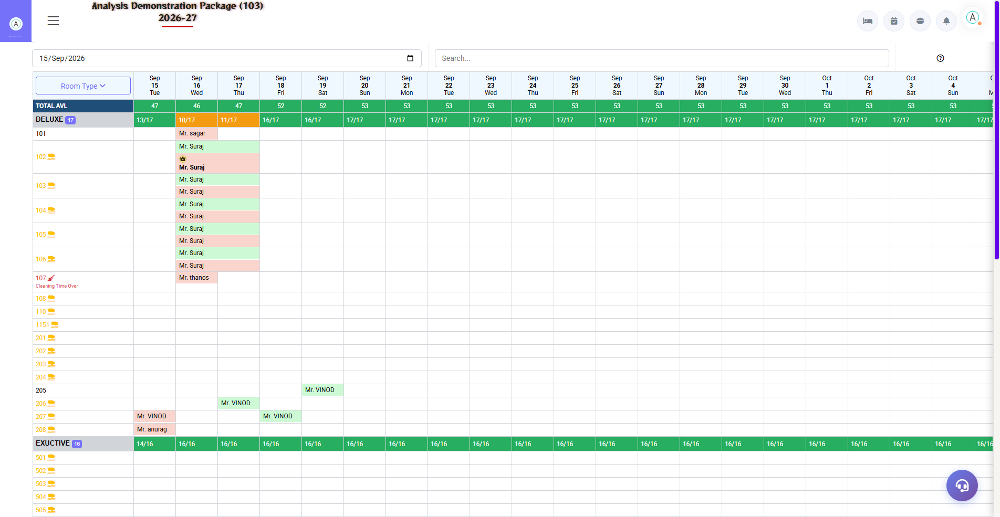 Analysis Demonstration Package (103)
2026-27
A
A
15/Sep/2026
Search...
Room Type
Sep 15 Tue
Sep 16 Wed
Sep 17 Thu
Sep 18 Fri
Sep 19 Sat
Sep 20 Sun
Sep 21 Mon
Sep 22 Tue
Sep 23 Wed
Sep 24 Thu
Sep 25 Fri
Sep 26 Sat
Sep 27 Sun
Sep 28 Mon
Sep 29 Tue
Sep 30 Wed
Oct 1 Thu
Oct 2 Fri
Oct 3 Sat
Oct 4 Sun
TOTAL AVL 47 46 47 52 52 53 53 53 53 53 53 53 53 53 53 53 53 53 53 53
DELUXE 17 13/17 10/17 11/17 16/17 16/17 17/17 17/17 17/17 17/17 17/17 17/17 17/17 17/17 17/17 17/17 17/17 17/17 17/17 17/17 17/17 17/17
101 Mr. sagar
Mr. Suraj
102
Mr. Suraj
Mr. Suraj
103
Mr. Suraj
Mr. Suraj
104
Mr. Suraj
Mr. Suraj
105
Mr. Suraj
Mr. Suraj
106
Mr. Suraj
107 Mr. thanos
Cleaning Time Over
108
110
1151
201
202
203
204
205 Mr. VINOD
206 Mr. VINOD
207 Mr. VINOD Mr. VINOD
208 Mr. anurag
EXUCTIVE 16 14/16 16/16 16/16 16/16 16/16 16/16 16/16 16/16 16/16 16/16 16/16 16/16 16/16 16/16 16/16 16/16 16/16 16/16 16/16 16/16 16/16
501
502
503
504
505